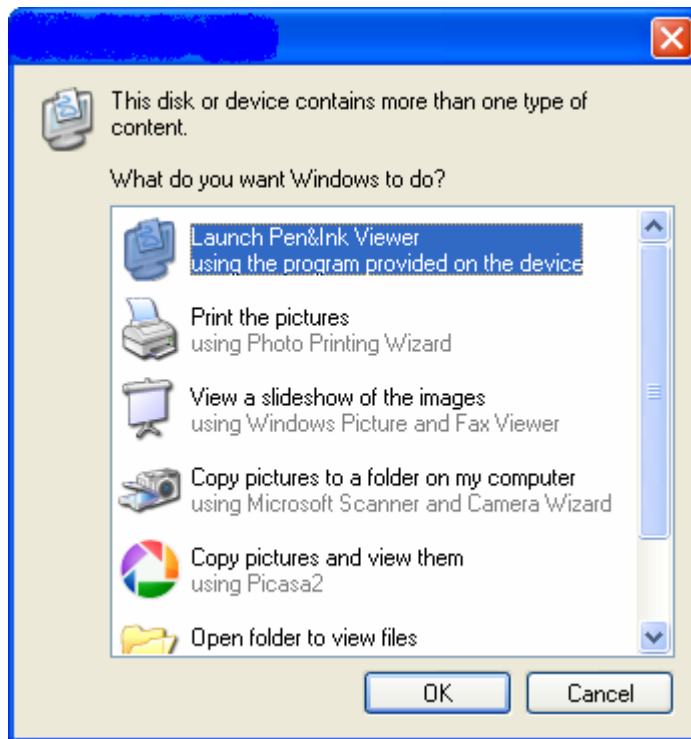 This disk or device contains more than one type of
content.
What do you want Windows to do?
Launch Pen&Ink Viewer
using the program provided on the device
Print the pictures
using Photo Printing Wizard
View a slideshow of the images
using Windows Picture and Fax Viewer
Copy pictures to a folder on my computer
using Microsoft Scanner and Camera Wizard
Copy pictures and view them
using Picasa2
Open folder to view files
OK Cancel